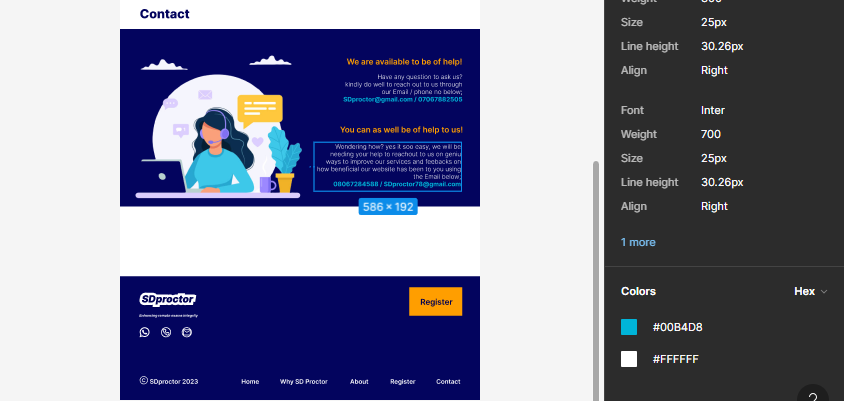 Contact
We are available to be of help!
Have any question to ask us?
kindly do well to reach out to us through
our Email / phone no below;
SDproctor@gmail.com / 07067882505
You can as well be of help to us!
Wondering how? yes it soo easy, we will be
needing your help to reachout to us on geniu
ways to improve our services and febacks on
how beneficial our website has been to you using
the Email below;
08067284588 / SDproctor78@gmail.com
586 × 192
SDproctor
Register
Enhancing remote exams integrity
© SDproctor 2023
Home
Why SD Proctor
About
Register
Contact
Size 25px
Line height 30.26px
Align Right
Font Inter
Weight 700
Size 25px
Line height 30.26px
Align Right
1 more
Colors Hex
#00B4D8
#FFFFFF
?